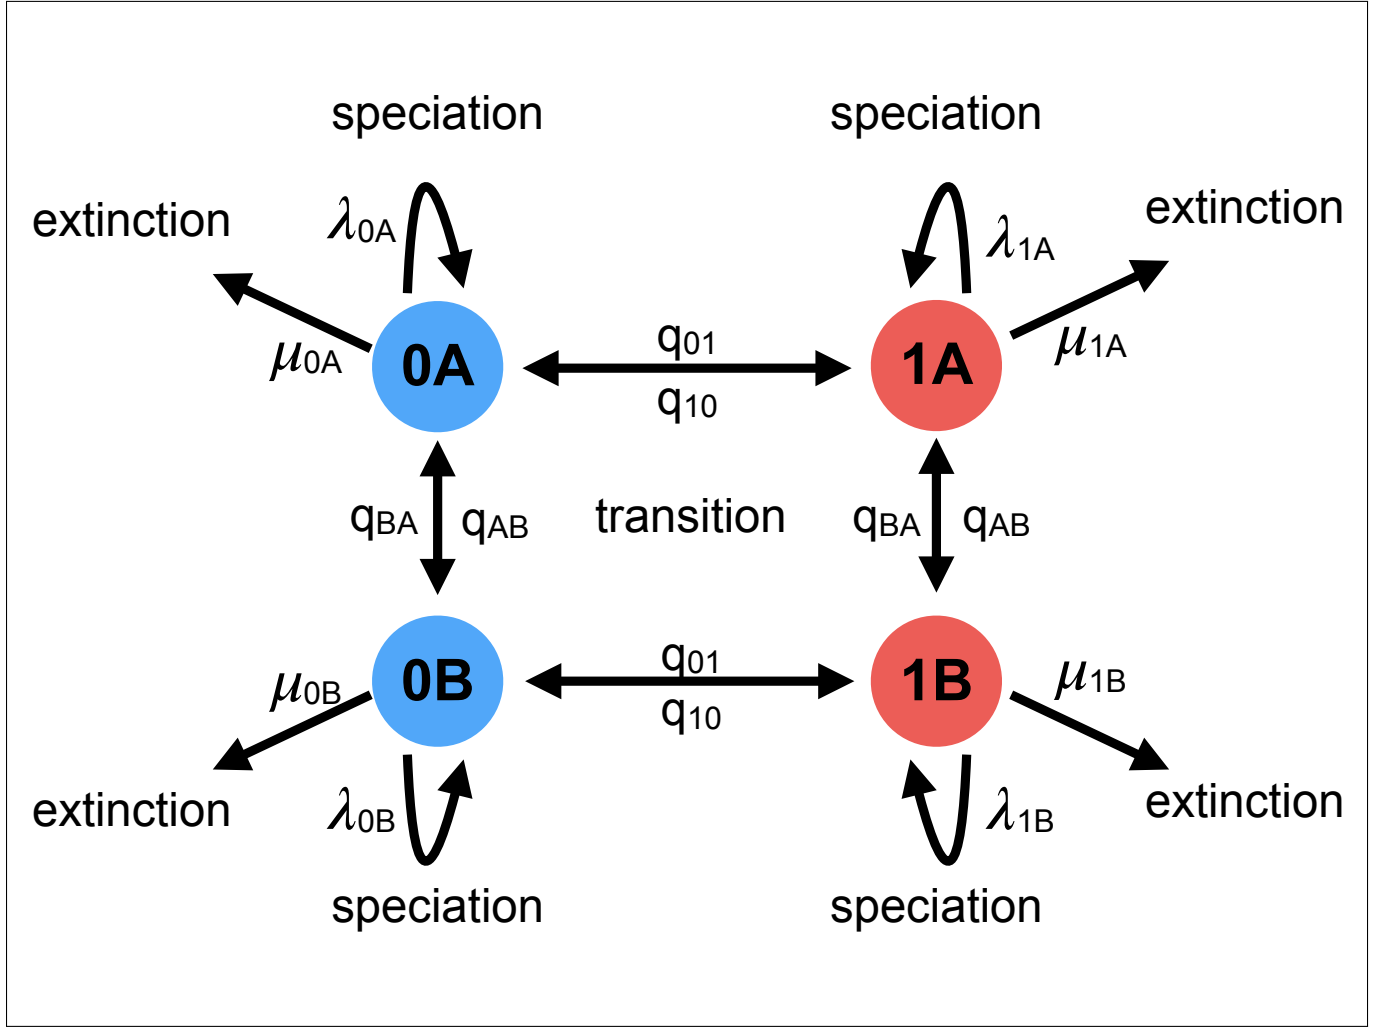 speciation
speciation
extinction
λ0A
λ1A
extinction
μ0A
0A
q01
q10
1A
μ1A
qBA
qAB
transition
qBA
qAB
μ0B
0B
q01
q10
1B
μ1B
extinction
λ0B
λ1B
extinction
speciation
speciation